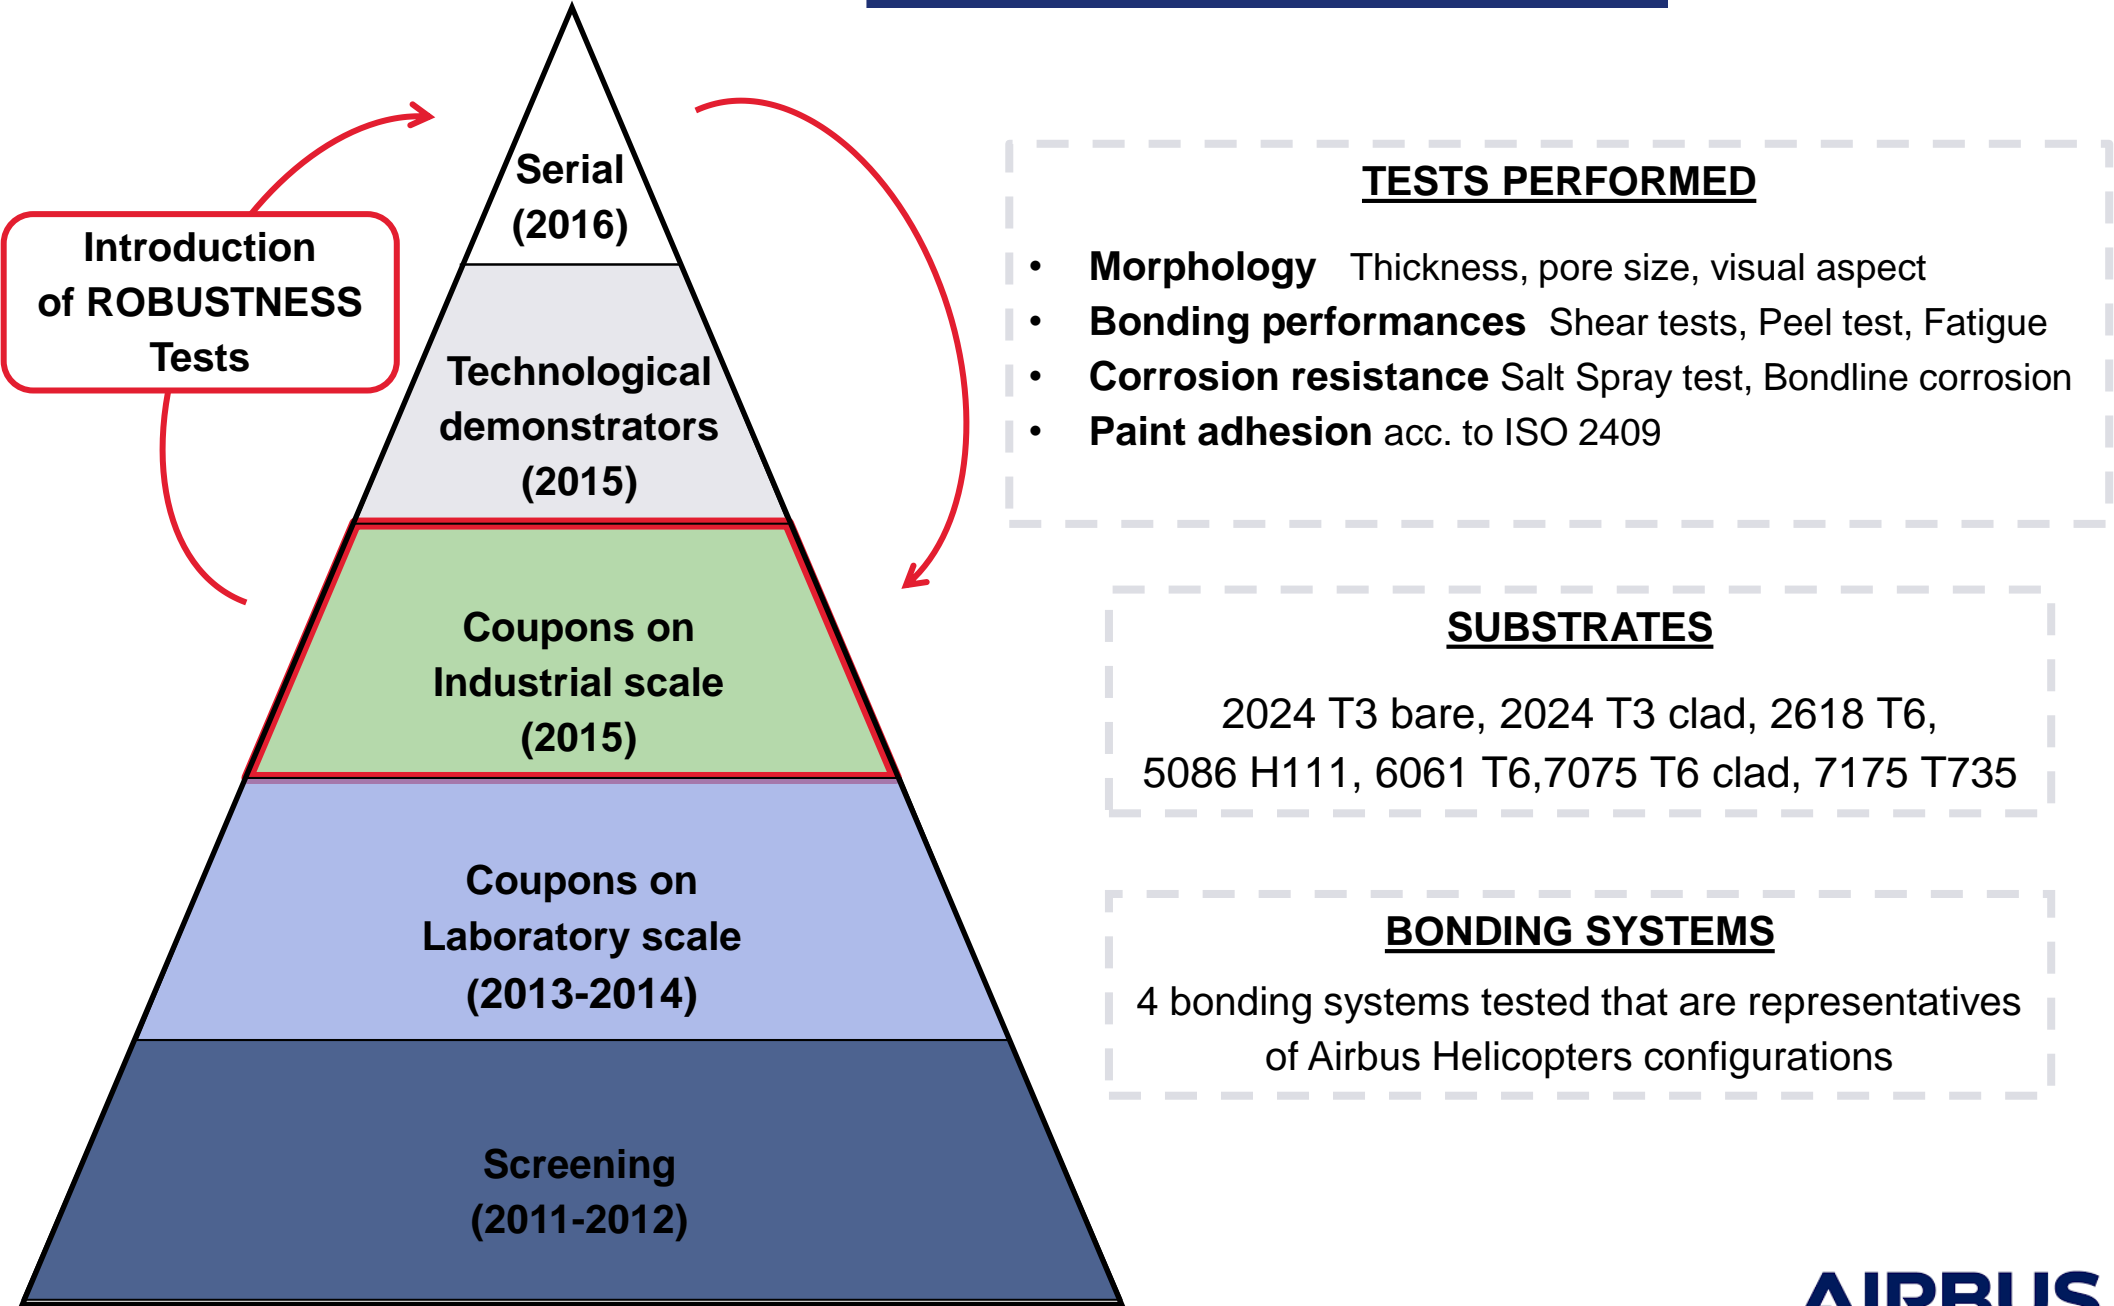 Serial
(2016)
Introduction
of ROBUSTNESS
Tests
Technological
demonstrators
(2015)
Coupons on
Industrial scale
(2015)
Coupons on
Laboratory scale
(2013-2014)
Screening
(2011-2012)
TESTS PERFORMED
• Morphology Thickness, pore size, visual aspect
• Bonding performances Shear tests, Peel test, Fatigue
• Corrosion resistance Salt Spray test, Bondline corrosion
• Paint adhesion acc. to ISO 2409
SUBSTRATES
2024 T3 bare, 2024 T3 clad, 2618 T6,
5086 H111, 6061 T6,7075 T6 clad, 7175 T735
BONDING SYSTEMS
4 bonding systems tested that are representatives
of Airbus Helicopters configurations
AIRBUS